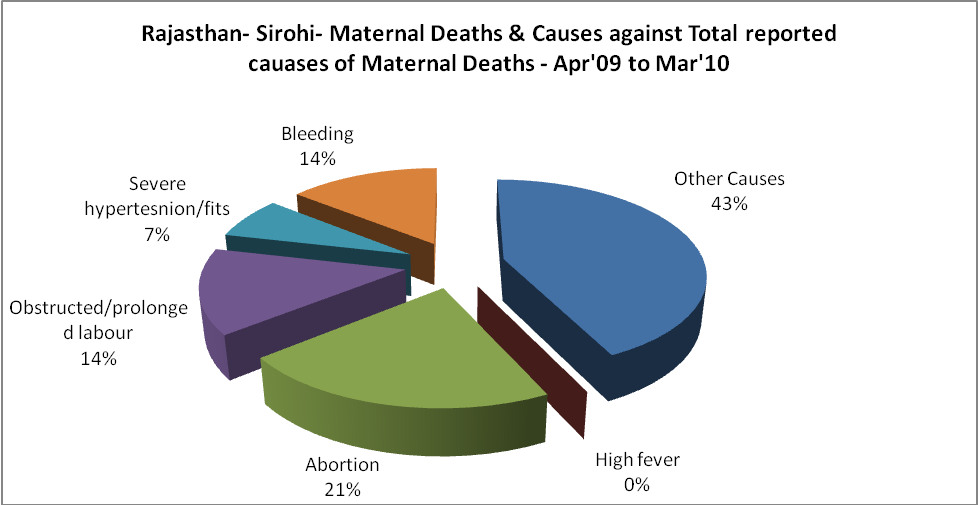 Rajasthan- Sirohi- Maternal Deaths & Causes against Total reported
cauases of Maternal Deaths - Apr'09 to Mar'10
Bleeding
14%
Other Causes
43%
Severe
hypertesnion/fits
7%
Obstructed/prolonge
d labour
14%
Abortion
21%
High fever
0%